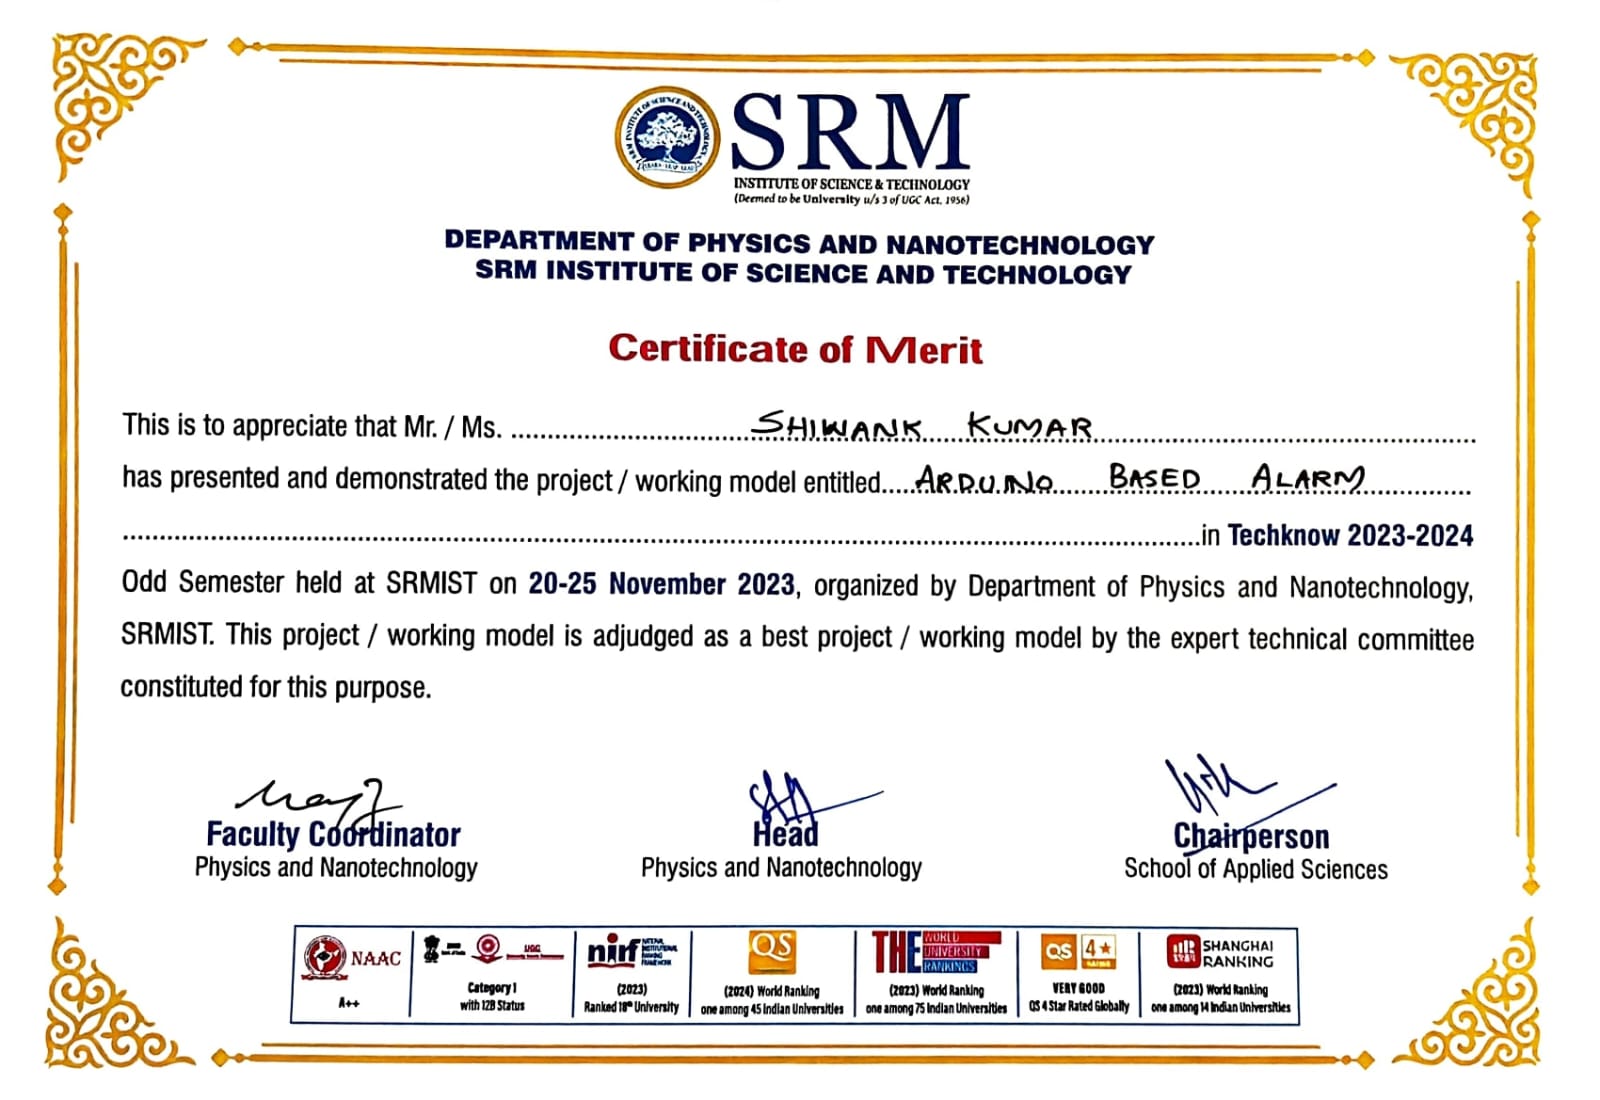 SRM
INSTITUTE OF SCIENCE & TECHNOLOGY
(Deemed to be University u/s 3 of UGC Act, 1956)
DEPARTMENT OF PHYSICS AND NANOTECHNOLOGY
SRM INSTITUTE OF SCIENCE AND TECHNOLOGY
Certificate of Merit
This is to appreciate that Mr. / Ms. SHIWANK KUMAR
has presented and demonstrated the project / working model entitled ARDUINO BASED ALARM
in Techknow 2023-2024
Odd Semester held at SRMIST on 20-25 November 2023, organized by Department of Physics and Nanotechnology,
SRMIST. This project / working model is adjudged as a best project / working model by the expert technical committee
constituted for this purpose.
Faculty Coordinator
Physics and Nanotechnology
Head
Physics and Nanotechnology
Chairperson
School of Applied Sciences
NAAC
A++
UGC
Category I
with 12B Status
nirf
NATIONAL
INSTITUTIONAL
RANKING
FRAMEWORK
(2023)
Ranked 18th University
QS
(2024) World Ranking
one among 45 Indian Universities
THE WORLD
UNIVERSITY
RANKINGS
(2023) World Ranking
one among 75 Indian Universities
QS 4★
VERY GOOD
QS 4 Star Rated Globally
SHANGHAI
RANKING
(2023) World Ranking
one among 14 Indian Universities